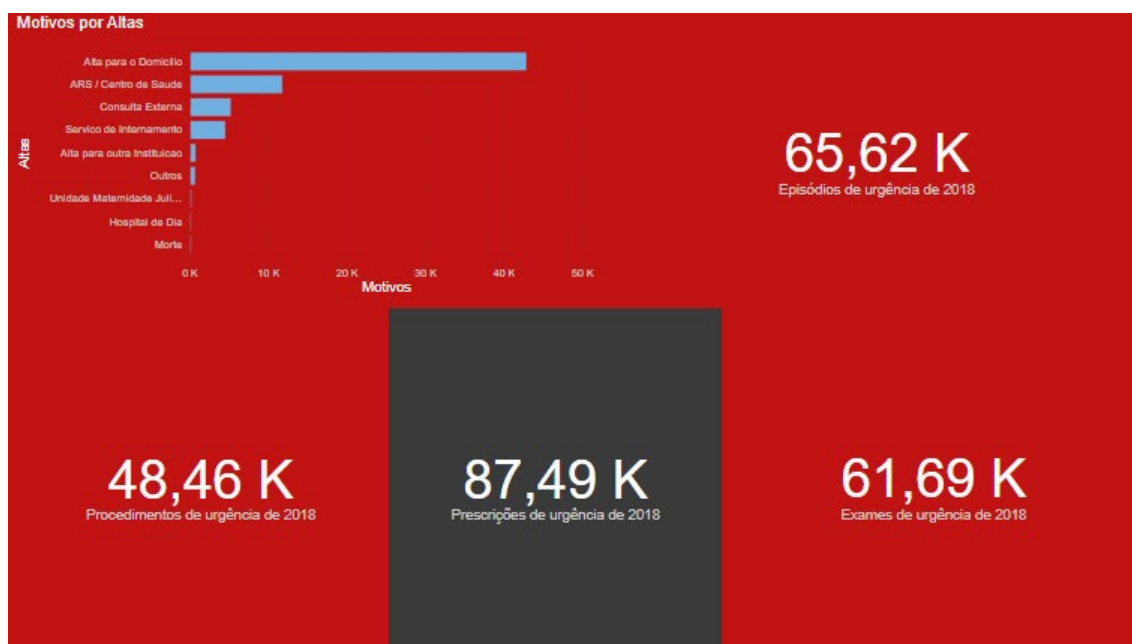 Motivos por Altas
Alta para o Domicilio
ARS / Centro de Saude
Consulta Externa
Servico de Internamento
Alta para outra Instituicao
Outros
Unidade Maternidade Juli...
Hospital de Dia
Morte
Altas
0 K 10 K 20 K 30 K 40 K 50 K
Motivos
65,62 K
Episódios de urgência de 2018
48,46 K
Procedimentos de urgência de 2018
87,49 K
Prescrições de urgência de 2018
61,69 K
Exames de urgência de 2018